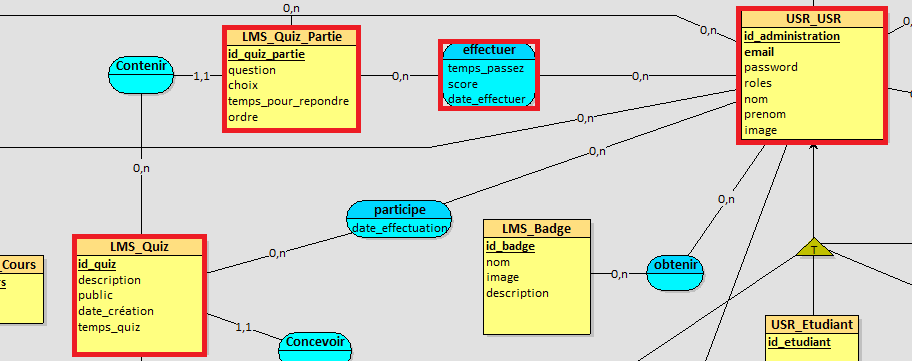 0,n
LMS_Quiz_Partie
id_quiz_partie
question
choix
temps_pour_repondre
ordre
effectuer
temps_passez
score
date_effectuer
USR_USR
id_administration
email
password
roles
nom
prenom
image
0,n
0,
Contenir
1,1
0,n
0,n
0,n
0,n
0,n
participe
date_effectuation
0,n
LMS_Badge
id_badge
nom
image
description
0,n
obtenir
0,n
_Cours
s
LMS_Quiz
id_quiz
description
public
date_création
temps_quiz
0,n
1,1
Concevoir
T
USR_Etudiant
id_etudiant